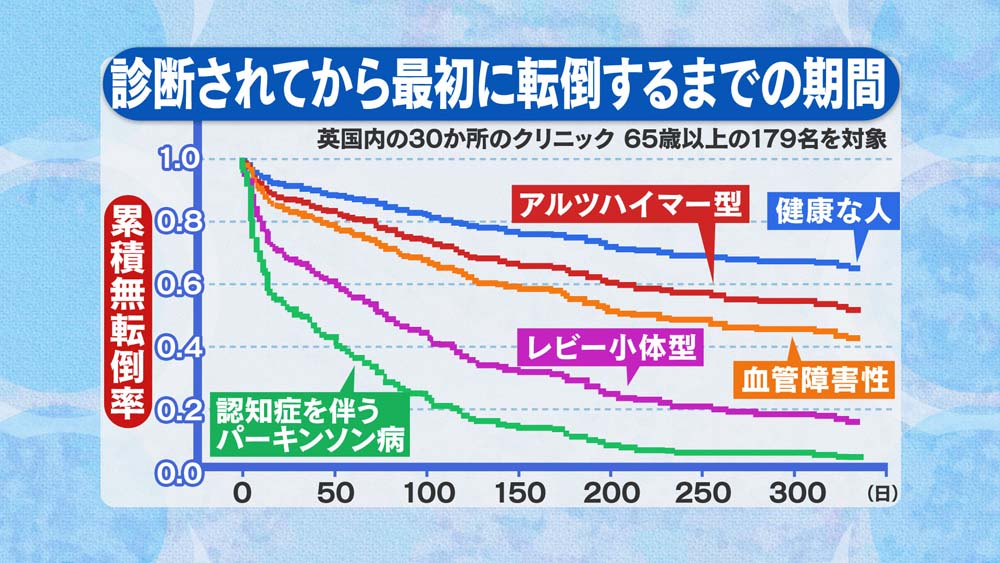 診断されてから最初に転倒するまでの期間
英国内の30か所のクリニック 65歳以上の179名を対象
累積無転倒率
1.0
0.8
0.6
0.4
0.2
0.0
アルツハイマー型
健康な人
レビー小体型
血管障害性
認知症を伴う
パーキンソン病
0 50 100 150 200 250 300 (日)